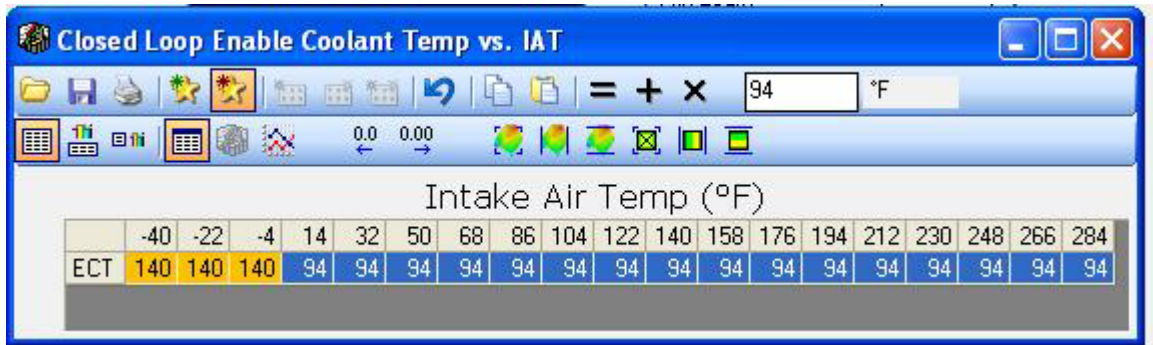 Closed Loop Enable Coolant Temp vs. IAT
= + × 94 °F
0.0 0.00
Intake Air Temp (ºF)
-40 -22 -4 14 32 50 68 86 104 122 140 158 176 194 212 230 248 266 284
ECT 140 140 140 94 94 94 94 94 94 94 94 94 94 94 94 94 94 94 94